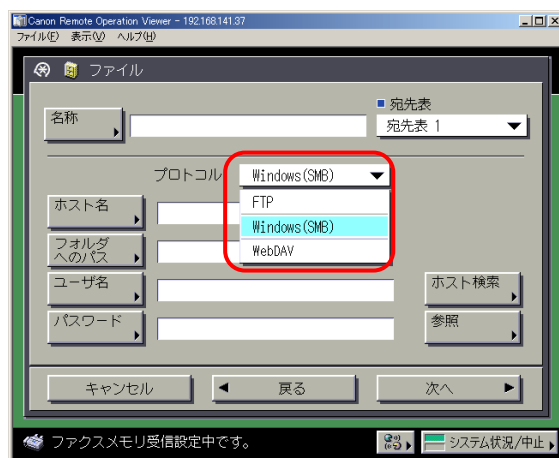 Canon Remote Operation Viewer - 192.168.141.37
ファイル(F) 表示(V) ヘルプ(H)
ファイル
名称
宛先表
宛先表 1
プロトコル
Windows(SMB)
FTP
Windows(SMB)
WebDAV
ホスト名
フォルダ
へのパス
ユーザ名
ホスト検索
パスワード
参照
キャンセル
戻る
次へ
ファクスメモリ受信設定中です。
システム状況/中止